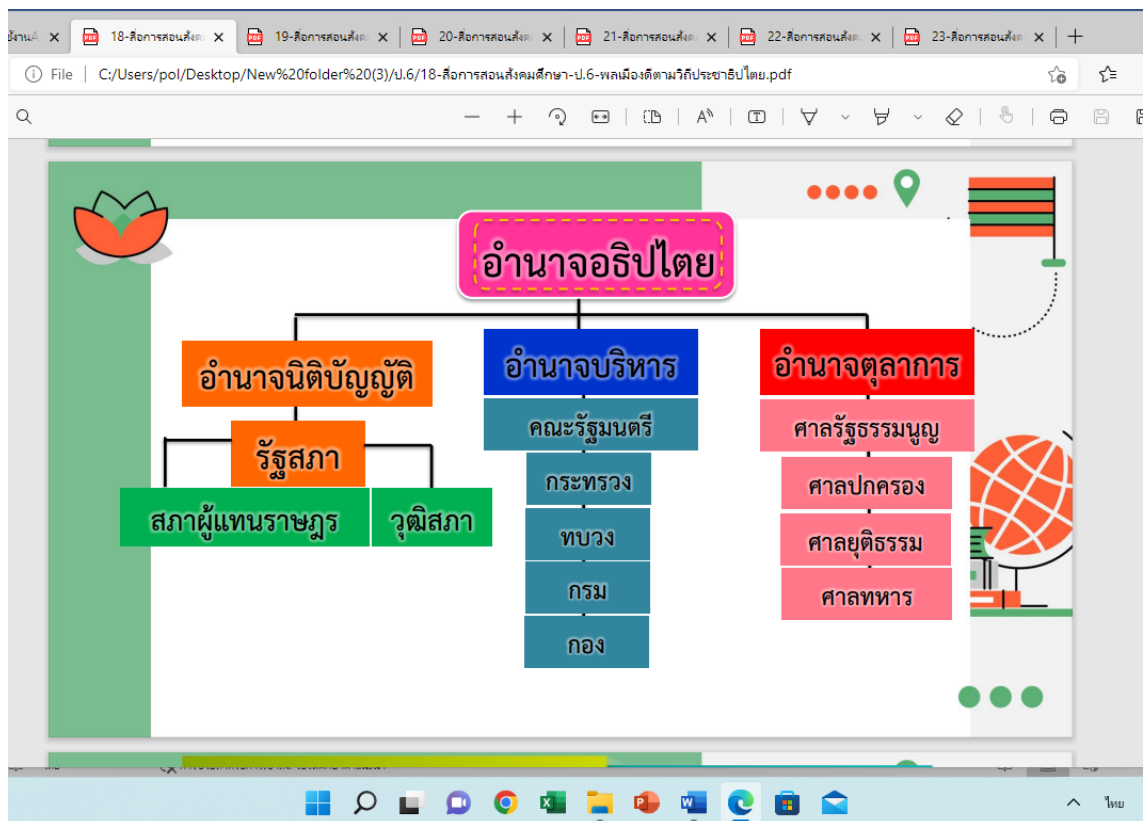 18-สื่อการสอนสังค
19-สื่อการสอนสังค
20-สื่อการสอนสังค
21-สื่อการสอนสังค
22-สื่อการสอนสังค
23-สื่อการสอนสังค
File C:/Users/pol/Desktop/New%20folder%20(3)/ป.6/18-สื่อการสอนสังคมศึกษา-ป.6-พลเมืองดีตามวิถีประชาธิปไตย.pdf
อำนาจอธิปไตย
อำนาจนิติบัญญัติ
รัฐสภา
สภาผู้แทนราษฎร
วุฒิสภา
อำนาจบริหาร
คณะรัฐมนตรี
กระทรวง
ทบวง
กรม
กอง
อำนาจตุลาการ
ศาลรัฐธรรมนูญ
ศาลปกครอง
ศาลยุติธรรม
ศาลทหาร
ไทย